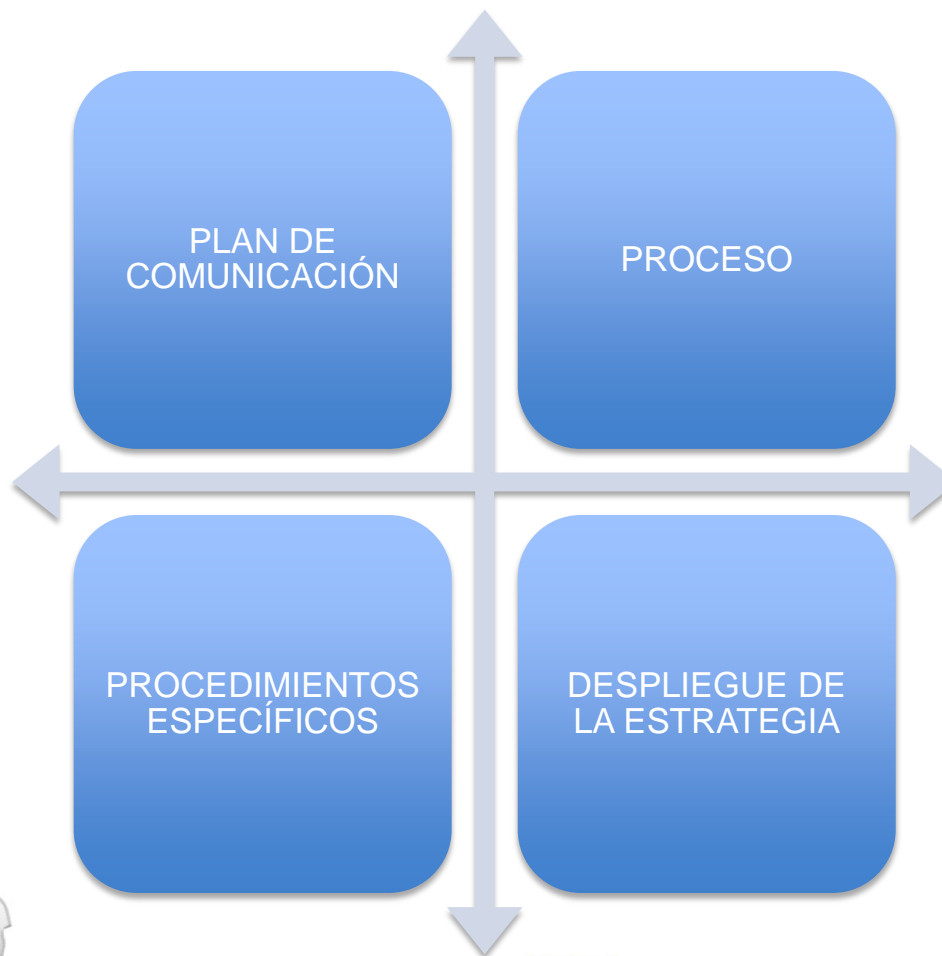 PLAN DE
COMUNICACIÓN
PROCESO
PROCEDIMIENTOS
ESPECÍFICOS
DESPLIEGUE DE
LA ESTRATEGIA